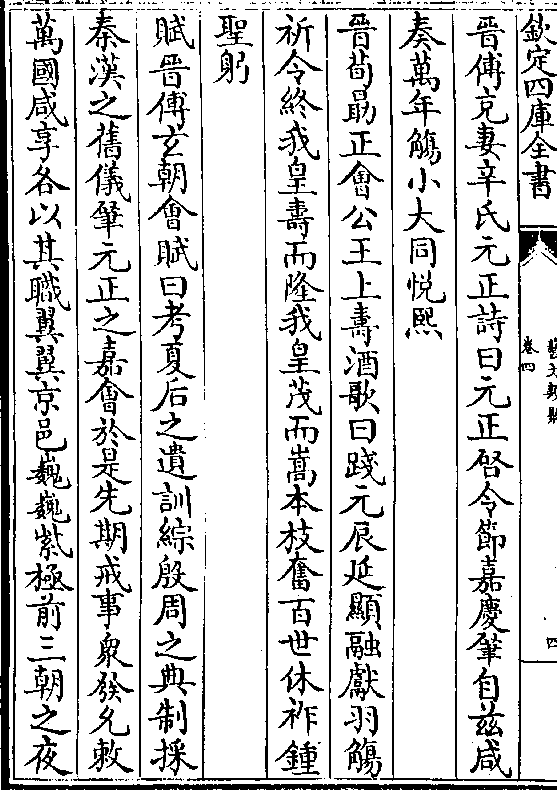 欽定四庫全書
藝文類聚
卷四
四
晉傅充妻辛氏元正詩曰元正啓令節嘉慶肇自兹咸
奏萬年觴小大同悦熙
晉荀勗正會公王上夀酒歌曰踐元辰延顯融獻羽觴
祈令終我皇夀而隆我皇茂而嵩本枝奮百世休祚鍾
聖躬
賦晉傅玄朝會賦曰考夏后之遺訓綜殷周之典制採
秦漢之舊儀肇元正之嘉會於是先期戒事衆發允敕
萬國咸享各以其職翼翼京邑巍巍紫極前三朝之夜